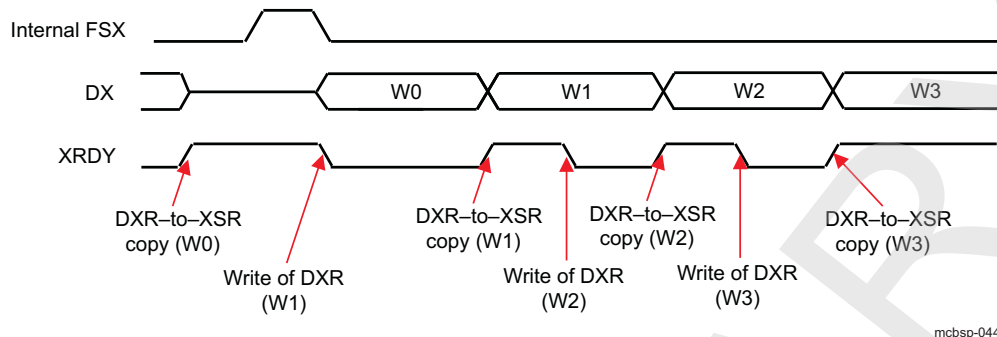 Internal FSX
DX
W0
W1
W2
W3
XRDY
DXR–to–XSR
copy (W0)
Write of DXR
(W1)
DXR–to–XSR
copy (W1)
Write of DXR
(W2)
DXR–to–XSR
copy (W2)
Write of DXR
(W3)
DXR–to–XSR
copy (W3)
mcbsp-044